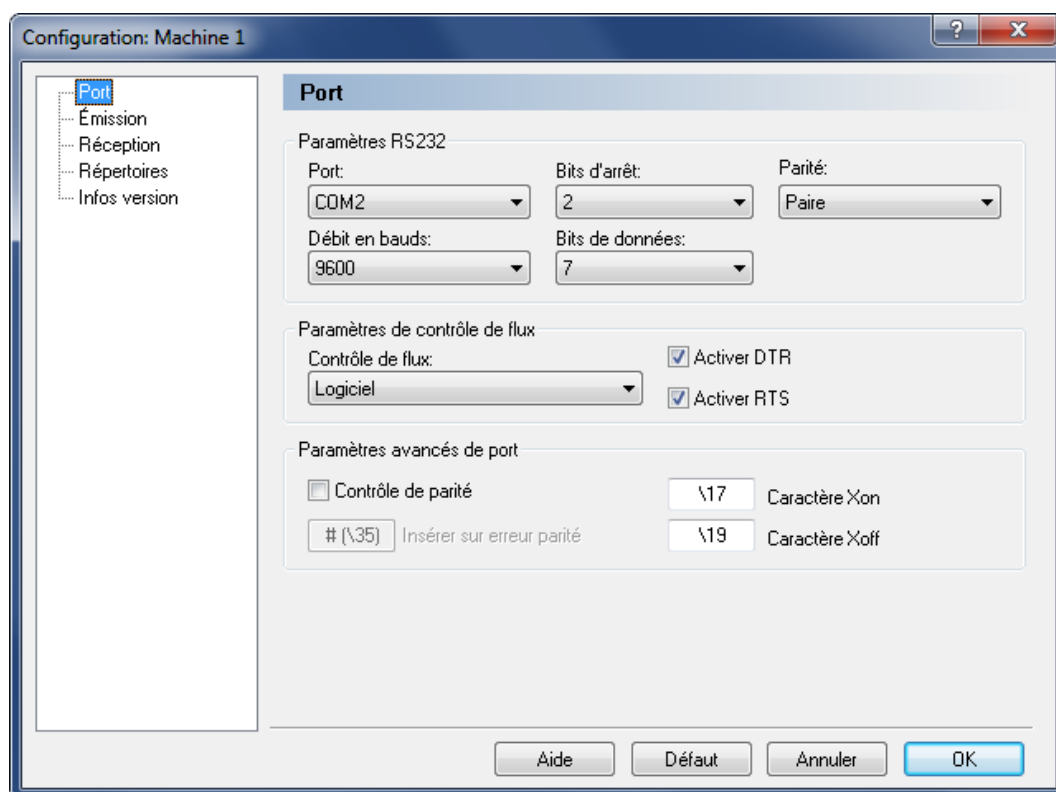 Configuration: Machine 1
Port
Émission
Réception
Répertoires
Infos version
Port
Paramètres RS232
Port: Bits d'arrêt: Parité:
COM2 2 Paire
Débit en bauds: Bits de données:
9600 7
Paramètres de contrôle de flux
Contrôle de flux: Activer DTR
Logiciel Activer RTS
Paramètres avancés de port
Contrôle de parité \17 Caractère Xon
# (\35) Insérer sur erreur parité \19 Caractère Xoff
Aide Défaut Annuler OK